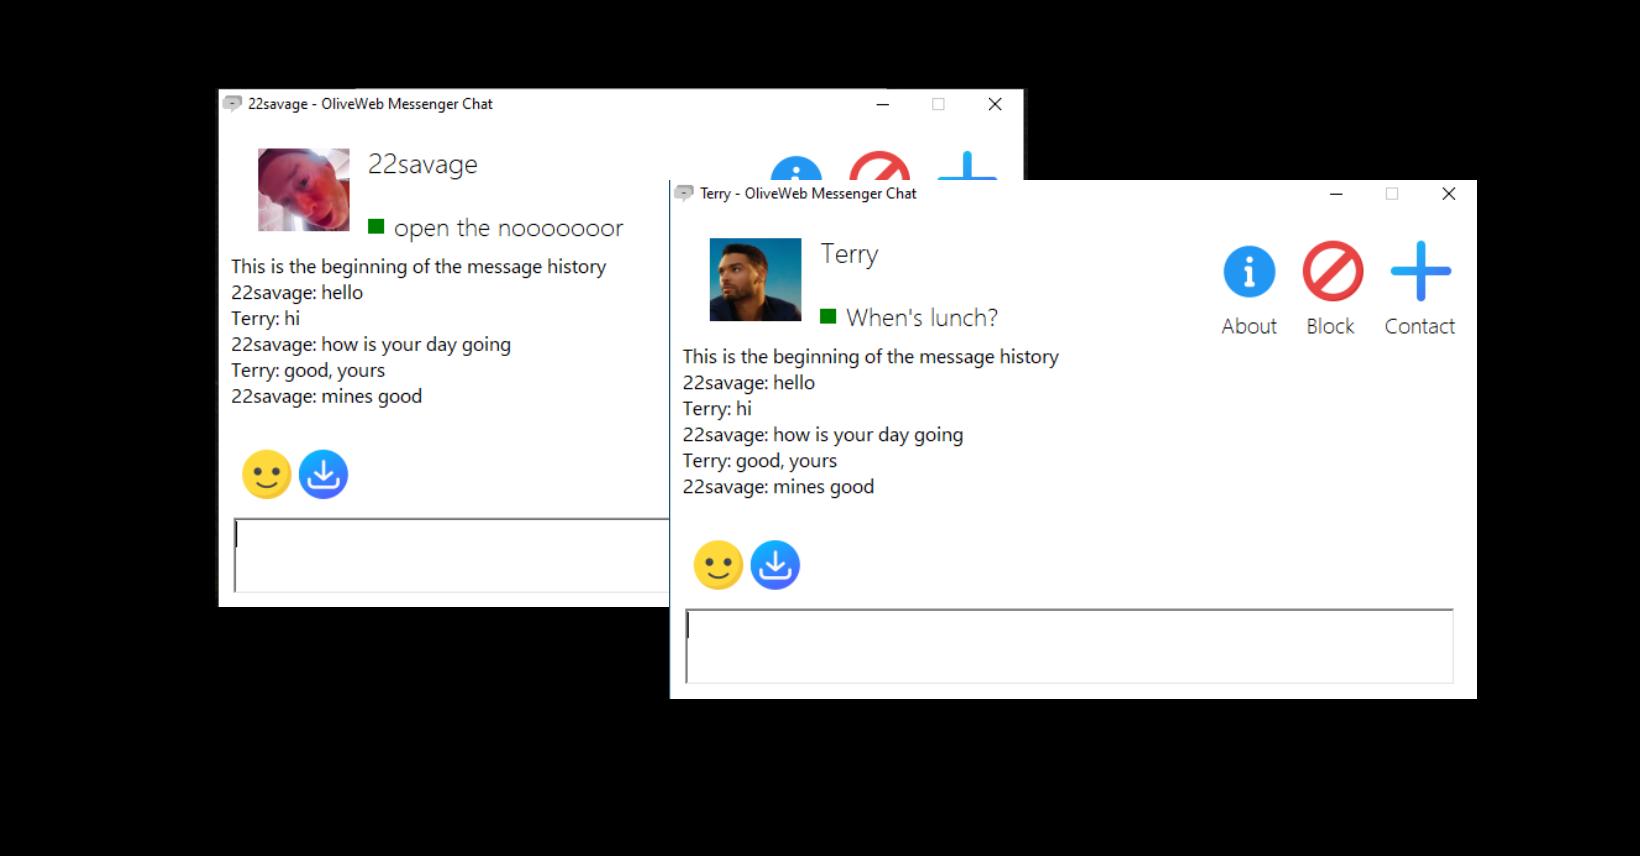 22savage - OliveWeb Messenger Chat
22savage
open the nooooooor
This is the beginning of the message history
22savage: hello
Terry: hi
22savage: how is your day going
Terry: good, yours
22savage: mines good
Terry - OliveWeb Messenger Chat
Terry
When's lunch?
About Block Contact
This is the beginning of the message history
22savage: hello
Terry: hi
22savage: how is your day going
Terry: good, yours
22savage: mines good